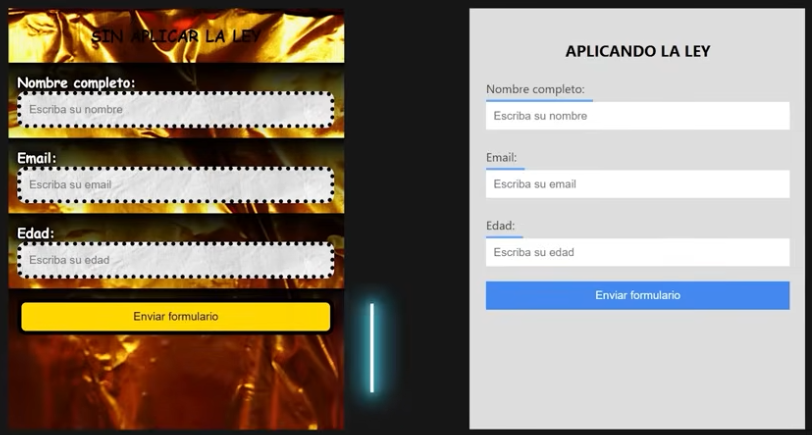 SIN APLICAR LA LEY
Nombre completo:
Escriba su nombre
Email:
Escriba su email
Edad:
Escriba su edad
Enviar formulario
APLICANDO LA LEY
Nombre completo:
Escriba su nombre
Email:
Escriba su email
Edad:
Escriba su edad
Enviar formulario